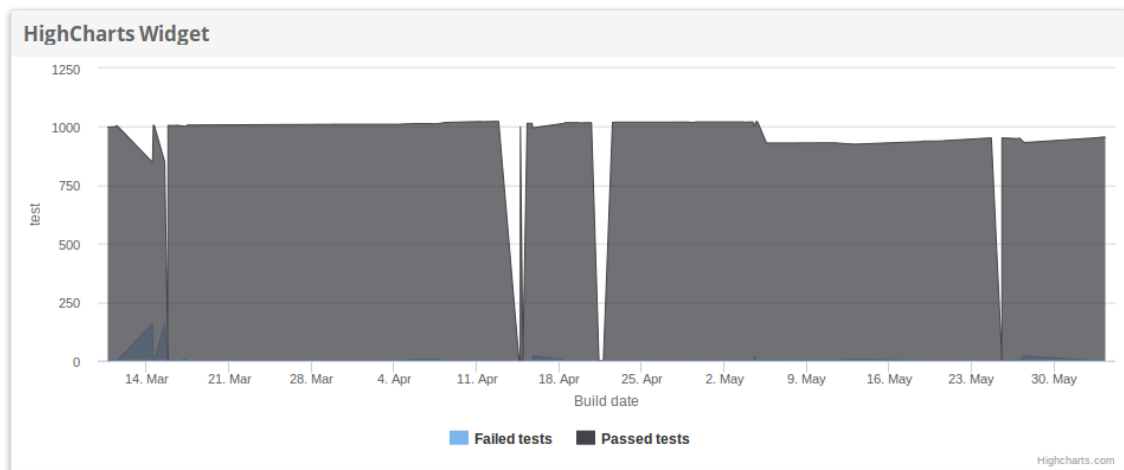 HighCharts Widget
1250
1000
750
500
250
0
test
14. Mar 21. Mar 28. Mar 4. Apr 11. Apr 18. Apr 25. Apr 2. May 9. May 16. May 23. May 30. May
Build date
Failed tests Passed tests
Highcharts.com